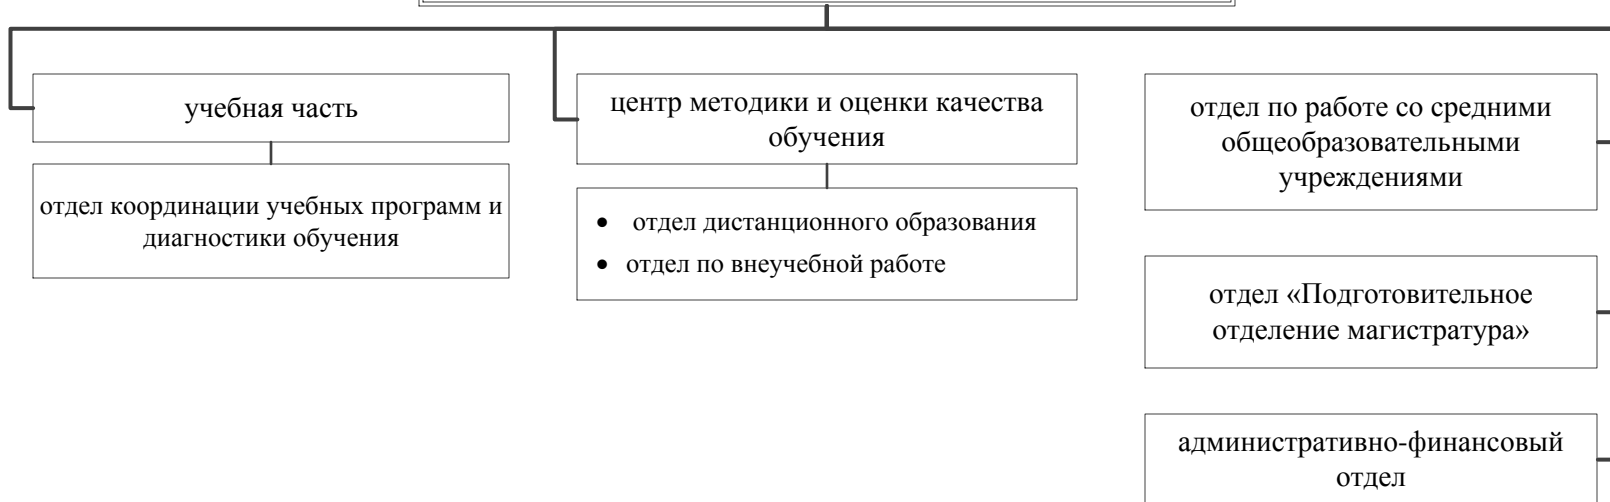 учебная часть
отдел координации учебных программ и
диагностики обучения
центр методики и оценки качества
обучения
• отдел дистанционного образования
• отдел по внеучебной работе
отдел по работе со средними
общеобразовательными
учреждениями
отдел «Подготовительное
отделение магистратура»
административно-финансовый
отдел